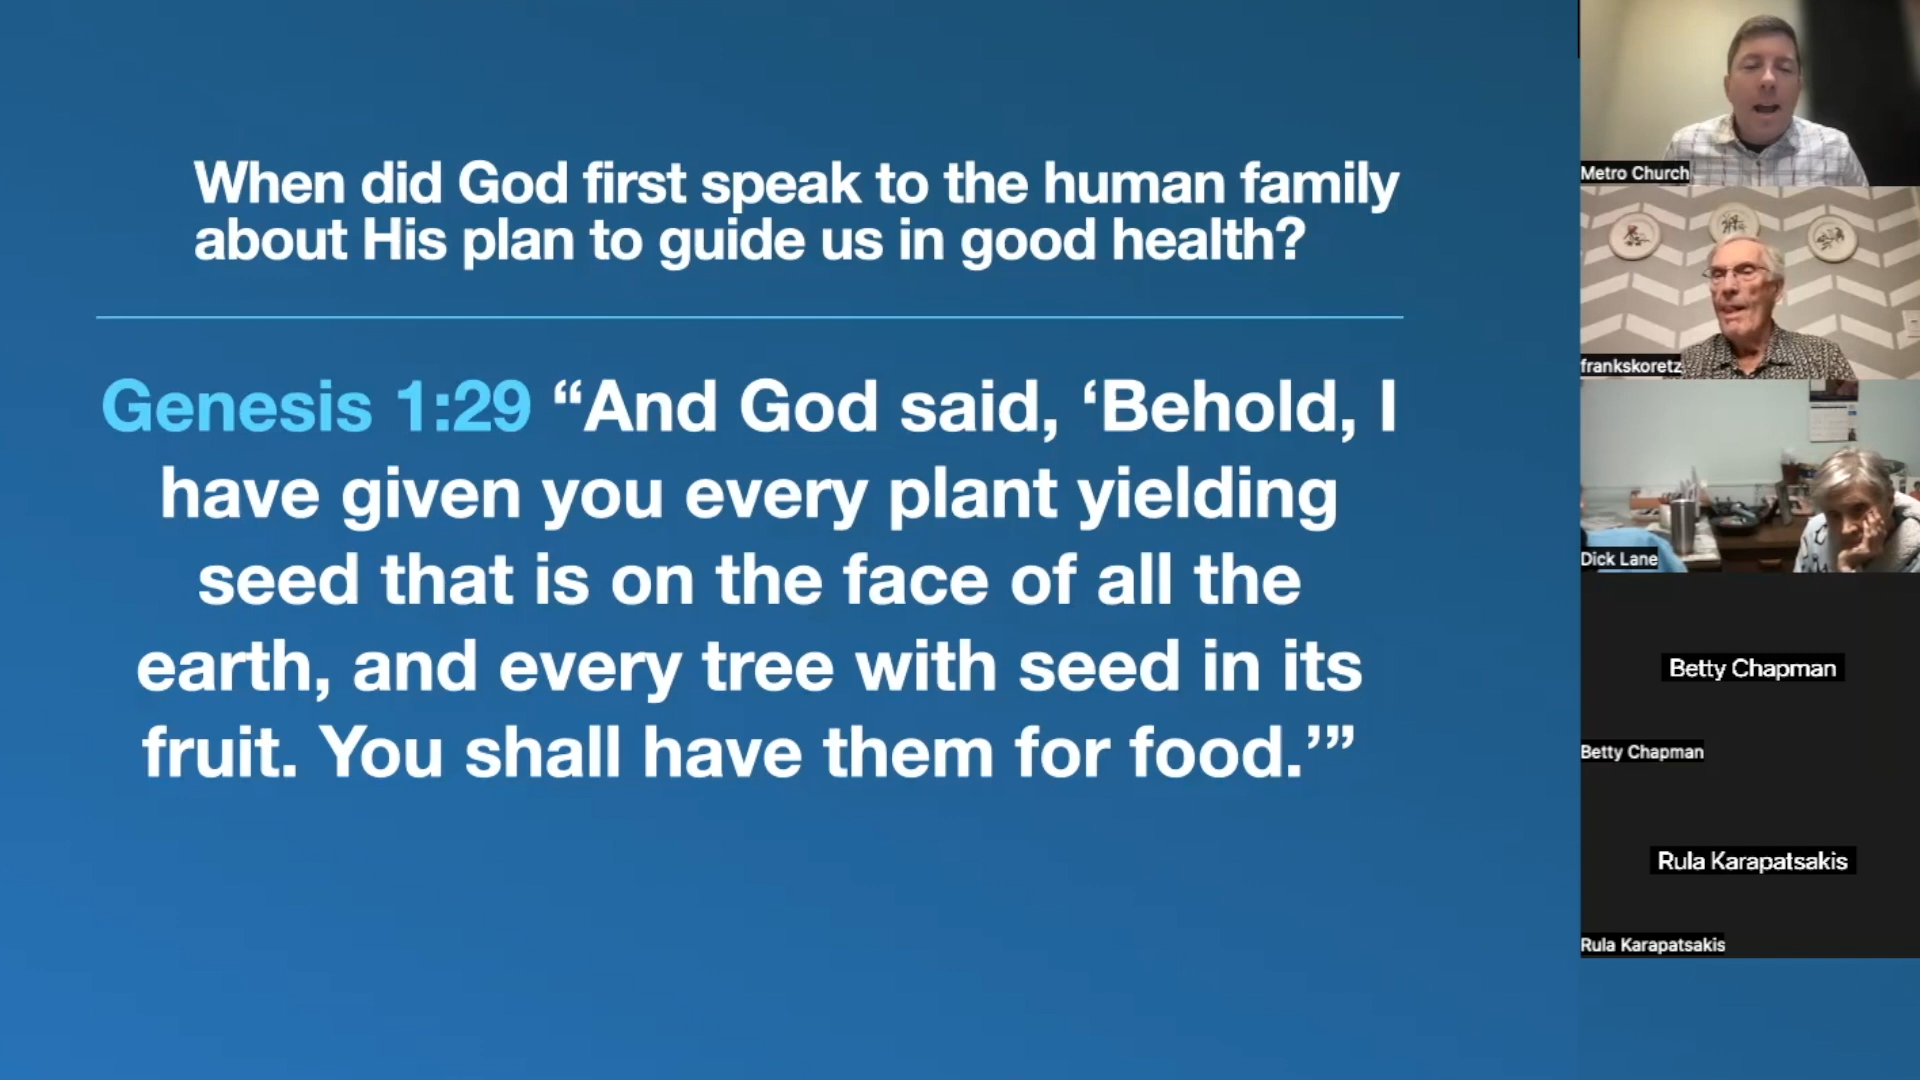 When did God first speak to the human family
about His plan to guide us in good health?
Genesis 1:29 “And God said, ‘Behold, I
have given you every plant yielding
seed that is on the face of all the
earth, and every tree with seed in its
fruit. You shall have them for food.’”
Metro Church
frankskoretz
Dick Lane
Betty Chapman
Betty Chapman
Rula Karapatsakis
Rula Karapatsakis